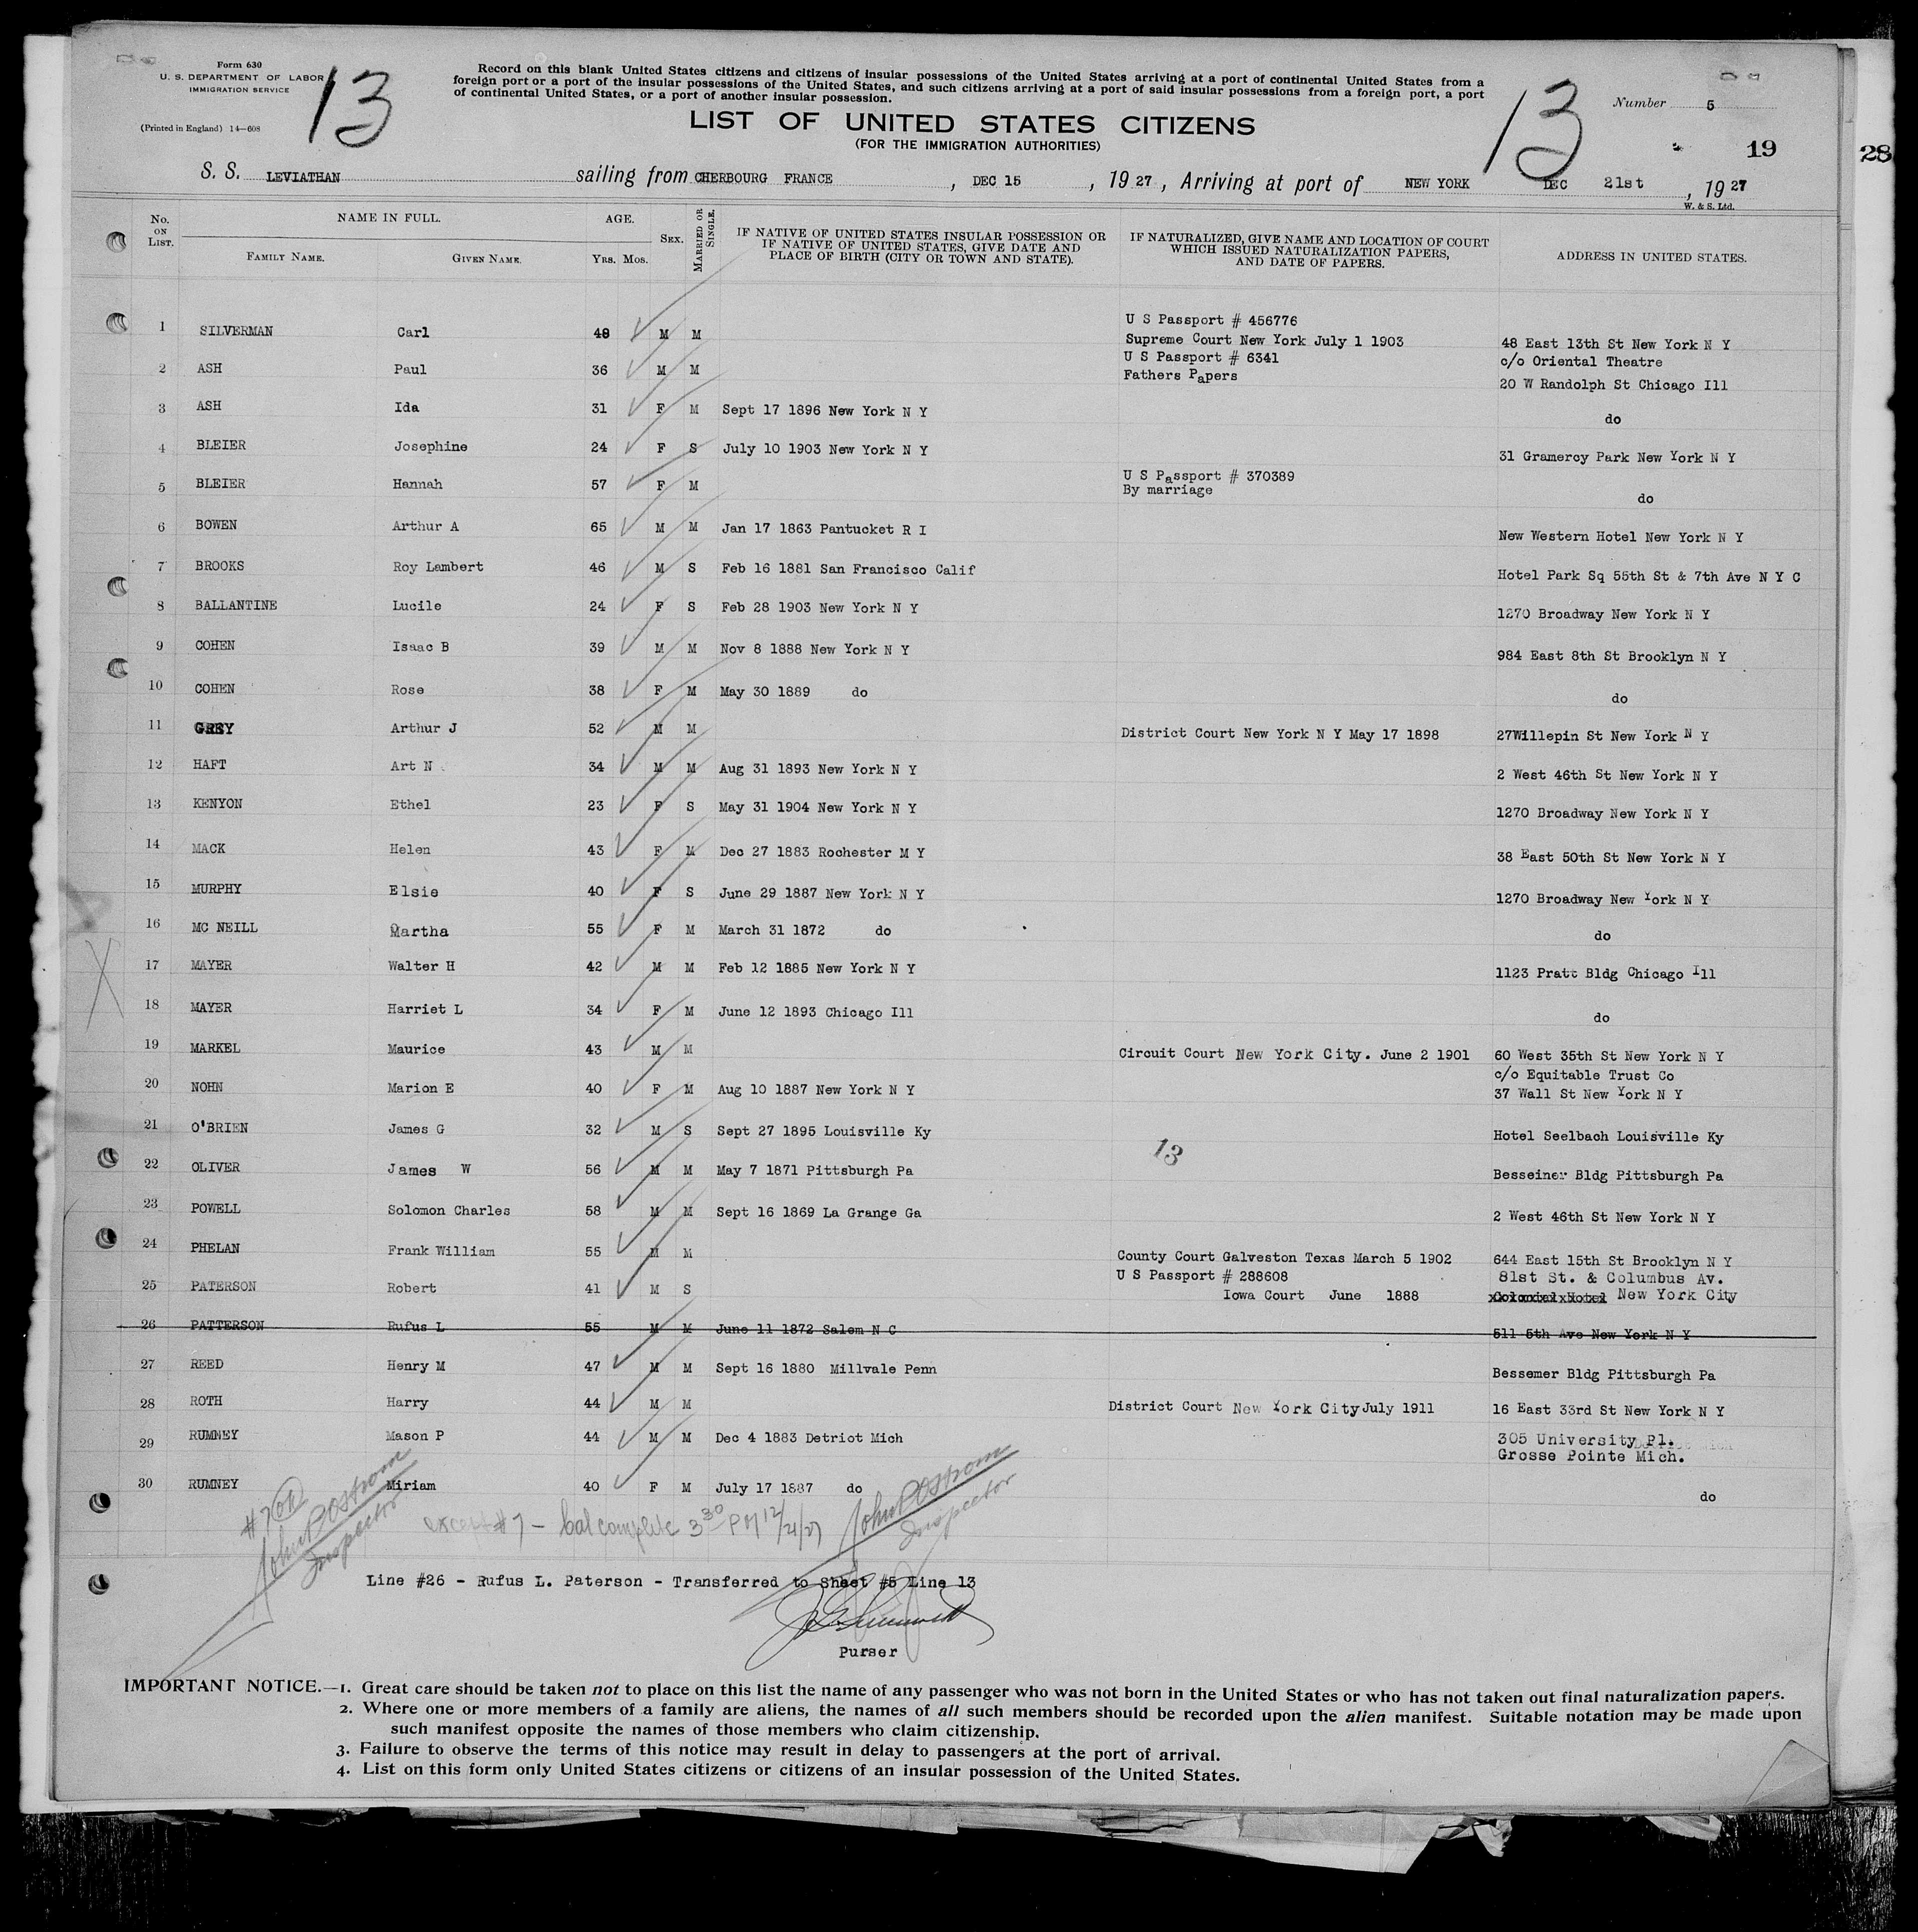 Form 630
U. S. DEPARTMENT OF LABOR
IMMIGRATION SERVICE
(Printed in England) 14—608
13
Record on this blank United States citizens and citizens of insular possessions of the United States arriving at a port of continental United States from a
foreign port or a port of the insular possessions of the United States, and such citizens arriving at a port of said insular possessions from a foreign port, a port
of continental United States, or a port of another insular possession.
13
Number 5
LIST OF UNITED STATES CITIZENS
(FOR THE IMMIGRATION AUTHORITIES)
19
28
S. S. LEVIATHAN sailing from CHERBOURG FRANCE, DEC 15, 1927, Arriving at port of NEW YORK DEC 21st, 1927
W. & S. Ltd.
No. ON LIST. NAME IN FULL. FAMILY NAME. GIVEN NAME. AGE. YRS. MOS. SEX. MARRIED OR SINGLE. IF NATIVE OF UNITED STATES INSULAR POSSESSION OR IF NATIVE OF UNITED STATES, GIVE DATE AND PLACE OF BIRTH (CITY OR TOWN AND STATE). IF NATURALIZED, GIVE NAME AND LOCATION OF COURT WHICH ISSUED NATURALIZATION PAPERS, AND DATE OF PAPERS. ADDRESS IN UNITED STATES.
U S Passport # 456776
1 SILVERMAN Carl 48 M M Supreme Court New York July 1 1903 48 East 13th St New York N Y
U S Passport # 6341 c/o Oriental Theatre
2 ASH Paul 36 M M Fathers Papers 20 W Randolph St Chicago Ill
3 ASH Ida 31 F M Sept 17 1896 New York N Y do
4 BLEIER Josephine 24 F S July 10 1903 New York N Y 31 Gramercy Park New York N Y
U S Passport # 370389
5 BLEIER Hannah 57 F M By marriage do
6 BOWEN Arthur A 65 M M Jan 17 1863 Pantucket R I New Western Hotel New York N Y
7 BROOKS Roy Lambert 46 M S Feb 16 1881 San Francisco Calif Hotel Park Sq 55th St & 7th Ave N Y C
8 BALLANTINE Lucile 24 F S Feb 28 1903 New York N Y 1270 Broadway New York N Y
9 COHEN Isaac B 39 M M Nov 8 1888 New York N Y 984 East 8th St Brooklyn N Y
10 COHEN Rose 38 F M May 30 1889 do do
11 GREY Arthur J 52 M M District Court New York N Y May 17 1898 27Willepin St New York N Y
12 HAFT Art N 34 M M Aug 31 1893 New York N Y 2 West 46th St New York N Y
13 KENYON Ethel 23 F S May 31 1904 New York N Y 1270 Broadway New York N Y
14 MACK Helen 43 F M Dec 27 1883 Rochester M Y 38 East 50th St New York N Y
15 MURPHY Elsie 40 F S June 29 1887 New York N Y 1270 Broadway New York N Y
16 MC NEILL Martha 55 F M March 31 1872 do do
17 MAYER Walter H 42 M M Feb 12 1885 New York N Y 1123 Pratt Bldg Chicago Ill
18 MAYER Harriet L 34 F M June 12 1893 Chicago Ill do
19 MARKEL Maurice 43 M M Circuit Court New York City. June 2 1901 60 West 35th St New York N Y
c/o Equitable Trust Co
20 NOHN Marion E 40 F M Aug 10 1887 New York N Y 37 Wall St New York N Y
21 O'BRIEN James G 32 M S Sept 27 1895 Louisville Ky Hotel Seelbach Louisville Ky
13
22 OLIVER James W 56 M M May 7 1871 Pittsburgh Pa Besseiner Bldg Pittsburgh Pa
23 POWELL Solomon Charles 58 M M Sept 16 1869 La Grange Ga 2 West 46th St New York N Y
24 PHELAN Frank William 55 M M County Court Galveston Texas March 5 1902 644 East 15th St Brooklyn N Y
U S Passport # 288608 81st St. & Columbus Av.
25 PATERSON Robert 41 M S Iowa Court June 1888 Colonial Hotel New York City
26 PATTERSON Rufus L 55 M M June 11 1872 Salem N C 511 5th Ave New York N Y
27 REED Henry M 47 M M Sept 16 1880 Millvale Penn Bessemer Bldg Pittsburgh Pa
28 ROTH Harry 44 M M District Court New York City July 1911 16 East 33rd St New York N Y
29 RUMNEY Mason P 44 M M Dec 4 1883 Detriot Mich 305 University Pl.
Grosse Pointe Mich.
30 RUMNEY Miriam 40 F M July 17 1887 do do
#7 OK
John P Ostrom
Inspector
except #7 - bal complete 3 30 PM 12/21/27
John P Ostrom
Inspector
Line #26 - Rufus L. Paterson - Transferred to Sheet #5 Line 13
Purser
IMPORTANT NOTICE.—1. Great care should be taken not to place on this list the name of any passenger who was not born in the United States or who has not taken out final naturalization papers.
2. Where one or more members of a family are aliens, the names of all such members should be recorded upon the alien manifest. Suitable notation may be made upon
such manifest opposite the names of those members who claim citizenship.
3. Failure to observe the terms of this notice may result in delay to passengers at the port of arrival.
4. List on this form only United States citizens or citizens of an insular possession of the United States.